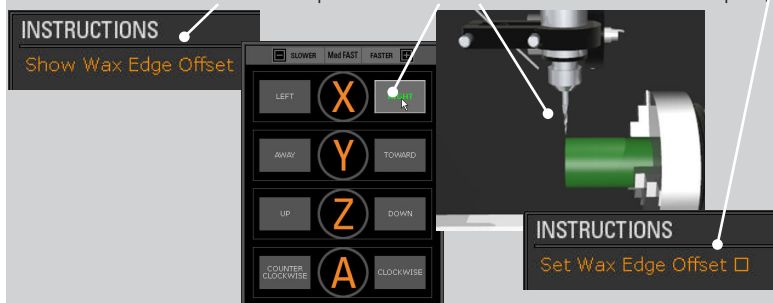 INSTRUCTIONS
Show Wax Edge Offset
SLOWER Med FAST FASTER
LEFT X RIGHT
AWAY Y TOWARD
UP Z DOWN
COUNTER
CLOCKWISE A CLOCKWISE
INSTRUCTIONS
Set Wax Edge Offset